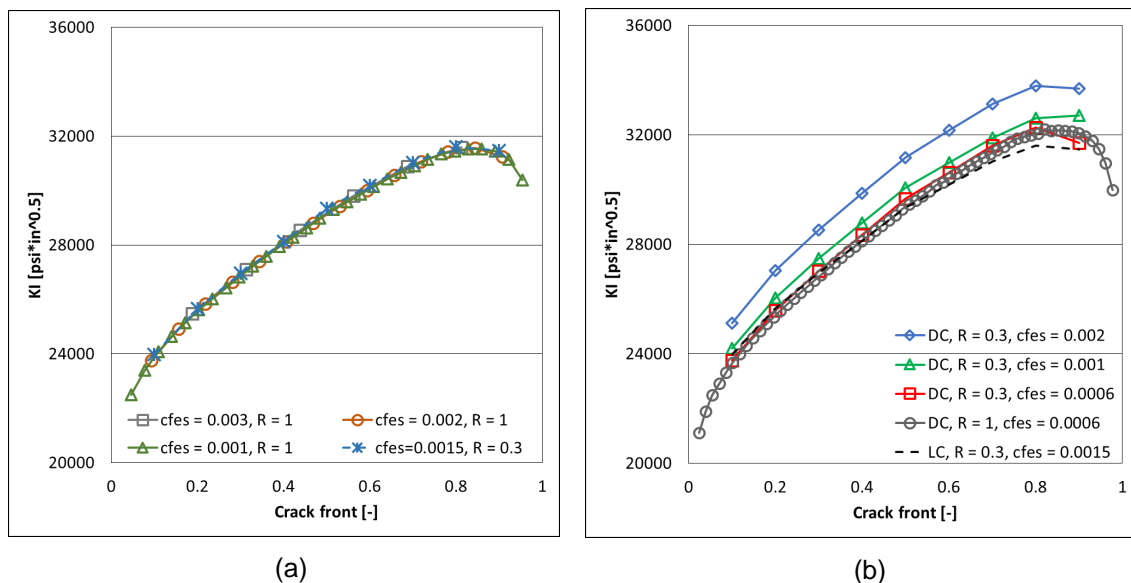 36000
32000
28000
24000
20000
KI [psi*in^0.5]
cfes = 0.003, R = 1
cfes = 0.002, R = 1
cfes = 0.001, R = 1
cfes=0.0015, R = 0.3
0 0.2 0.4 0.6 0.8 1
Crack front [-]
(a)
36000
32000
28000
24000
20000
KI [psi*in^0.5]
DC, R = 0.3, cfes = 0.002
DC, R = 0.3, cfes = 0.001
DC, R = 0.3, cfes = 0.0006
DC, R = 1, cfes = 0.0006
LC, R = 0.3, cfes = 0.0015
0 0.2 0.4 0.6 0.8 1
Crack front [-]
(b)